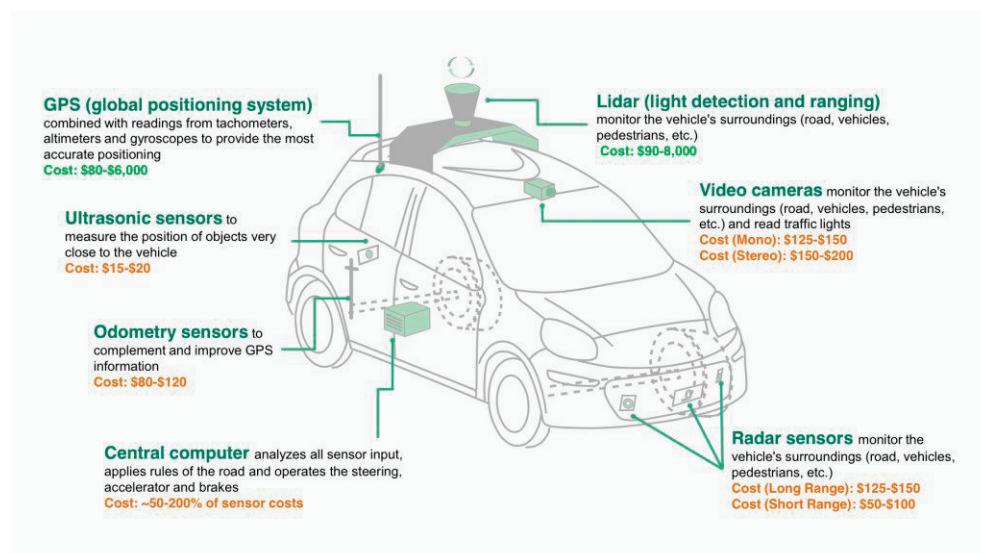 GPS (global positioning system)
combined with readings from tachometers,
altimeters and gyroscopes to provide the most
accurate positioning
Cost: $80-$6,000
Lidar (light detection and ranging)
monitor the vehicle's surroundings (road, vehicles,
pedestrians, etc.)
Cost: $90-8,000
Ultrasonic sensors to
measure the position of objects very
close to the vehicle
Cost: $15-$20
Video cameras monitor the vehicle's
surroundings (road, vehicles, pedestrians,
etc.) and read traffic lights
Cost (Mono): $125-$150
Cost (Stereo): $150-$200
Odometry sensors to
complement and improve GPS
information
Cost: $80-$120
Central computer analyzes all sensor input,
applies rules of the road and operates the steering,
accelerator and brakes
Cost: ~50-200% of sensor costs
Radar sensors monitor the
vehicle's surroundings (road, vehicles,
pedestrians, etc.)
Cost (Long Range): $125-$150
Cost (Short Range): $50-$100